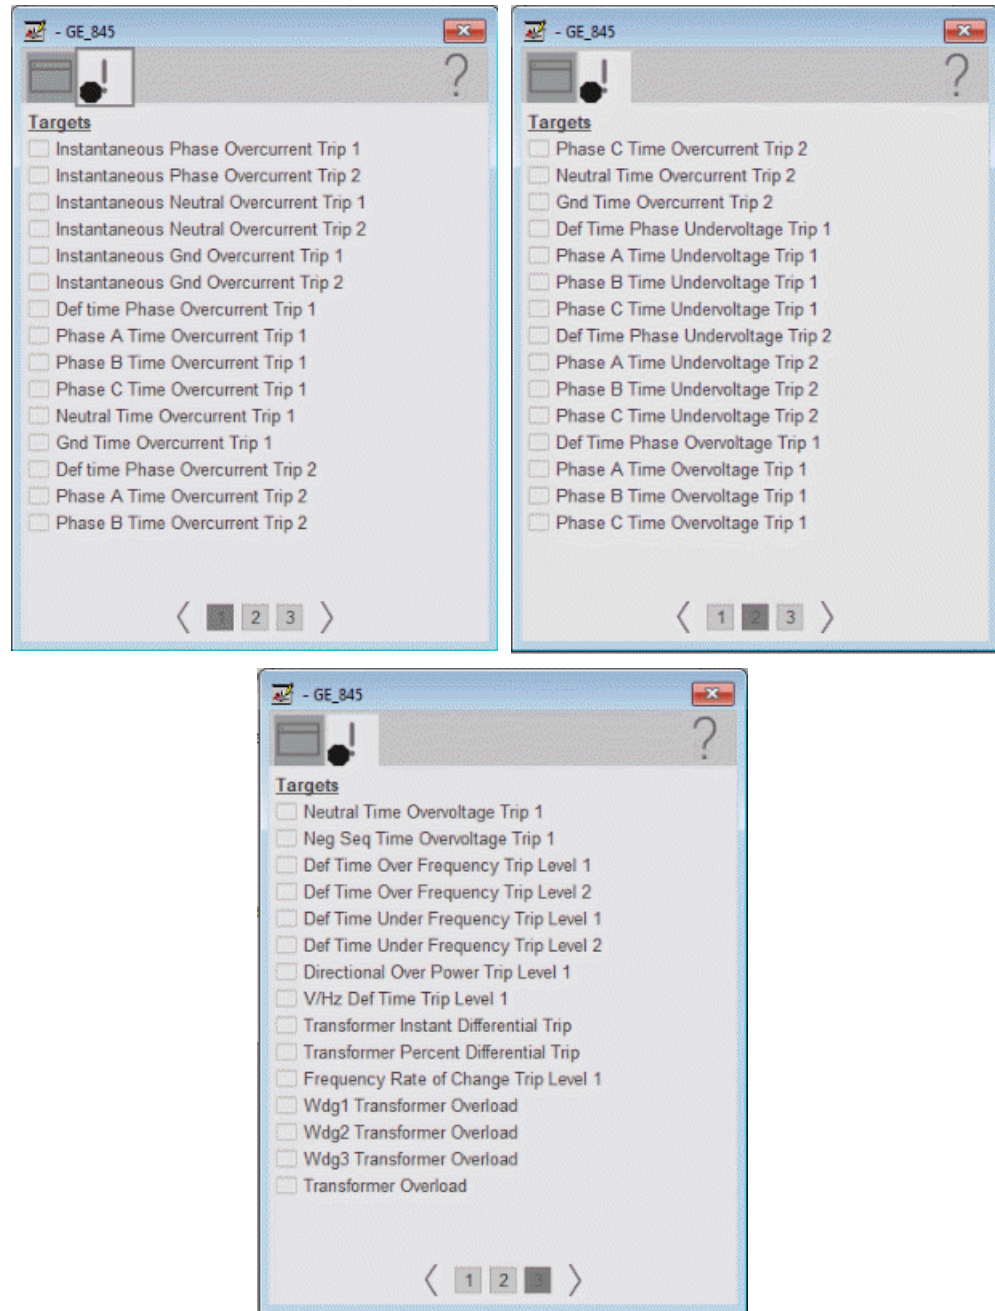 - GE_845
?
Targets
Instantaneous Phase Overcurrent Trip 1
Instantaneous Phase Overcurrent Trip 2
Instantaneous Neutral Overcurrent Trip 1
Instantaneous Neutral Overcurrent Trip 2
Instantaneous Gnd Overcurrent Trip 1
Instantaneous Gnd Overcurrent Trip 2
Def time Phase Overcurrent Trip 1
Phase A Time Overcurrent Trip 1
Phase B Time Overcurrent Trip 1
Phase C Time Overcurrent Trip 1
Neutral Time Overcurrent Trip 1
Gnd Time Overcurrent Trip 1
Def time Phase Overcurrent Trip 2
Phase A Time Overcurrent Trip 2
Phase B Time Overcurrent Trip 2
1 2 3
- GE_845
?
Targets
Phase C Time Overcurrent Trip 2
Neutral Time Overcurrent Trip 2
Gnd Time Overcurrent Trip 2
Def Time Phase Undervoltage Trip 1
Phase A Time Undervoltage Trip 1
Phase B Time Undervoltage Trip 1
Phase C Time Undervoltage Trip 1
Def Time Phase Undervoltage Trip 2
Phase A Time Undervoltage Trip 2
Phase B Time Undervoltage Trip 2
Phase C Time Undervoltage Trip 2
Def Time Phase Overvoltage Trip 1
Phase A Time Overvoltage Trip 1
Phase B Time Overvoltage Trip 1
Phase C Time Overvoltage Trip 1
1 2 3
- GE_845
?
Targets
Neutral Time Overvoltage Trip 1
Neg Seq Time Overvoltage Trip 1
Def Time Over Frequency Trip Level 1
Def Time Over Frequency Trip Level 2
Def Time Under Frequency Trip Level 1
Def Time Under Frequency Trip Level 2
Directional Over Power Trip Level 1
V/Hz Def Time Trip Level 1
Transformer Instant Differential Trip
Transformer Percent Differential Trip
Frequency Rate of Change Trip Level 1
Wdg1 Transformer Overload
Wdg2 Transformer Overload
Wdg3 Transformer Overload
Transformer Overload
1 2 3